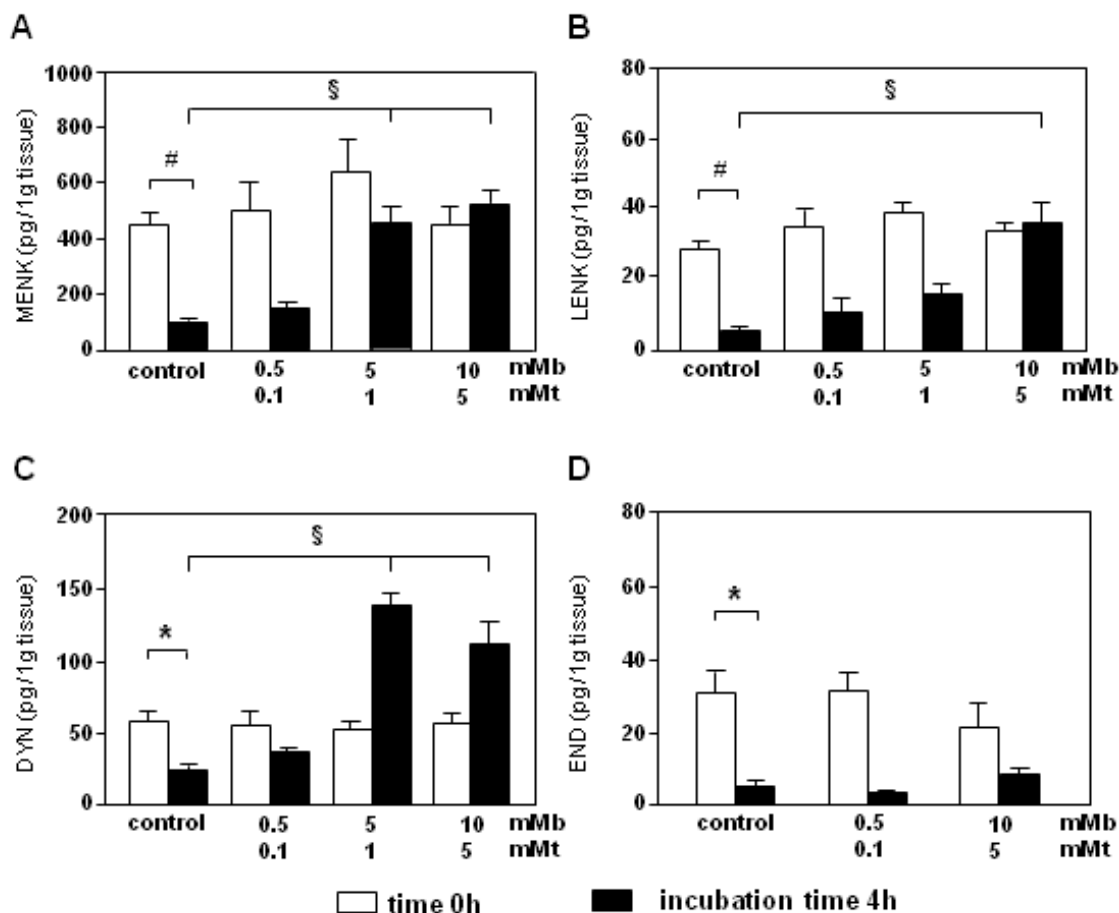 A
MENK (pg/1g tissue)
1000
800
600
400
200
0
#
§
control 0.5 5 10 mMb
0.1 1 5 mMt
B
LENK (pg/1g tissue)
80
60
40
20
0
#
§
control 0.5 5 10 mMb
0.1 1 5 mMt
C
DYN (pg/1g tissue)
200
150
100
50
0
*
§
control 0.5 5 10 mMb
0.1 1 5 mMt
D
END (pg/1g tissue)
80
60
40
20
0
*
control 0.5 10 mMb
0.1 5 mMt
time 0h incubation time 4h